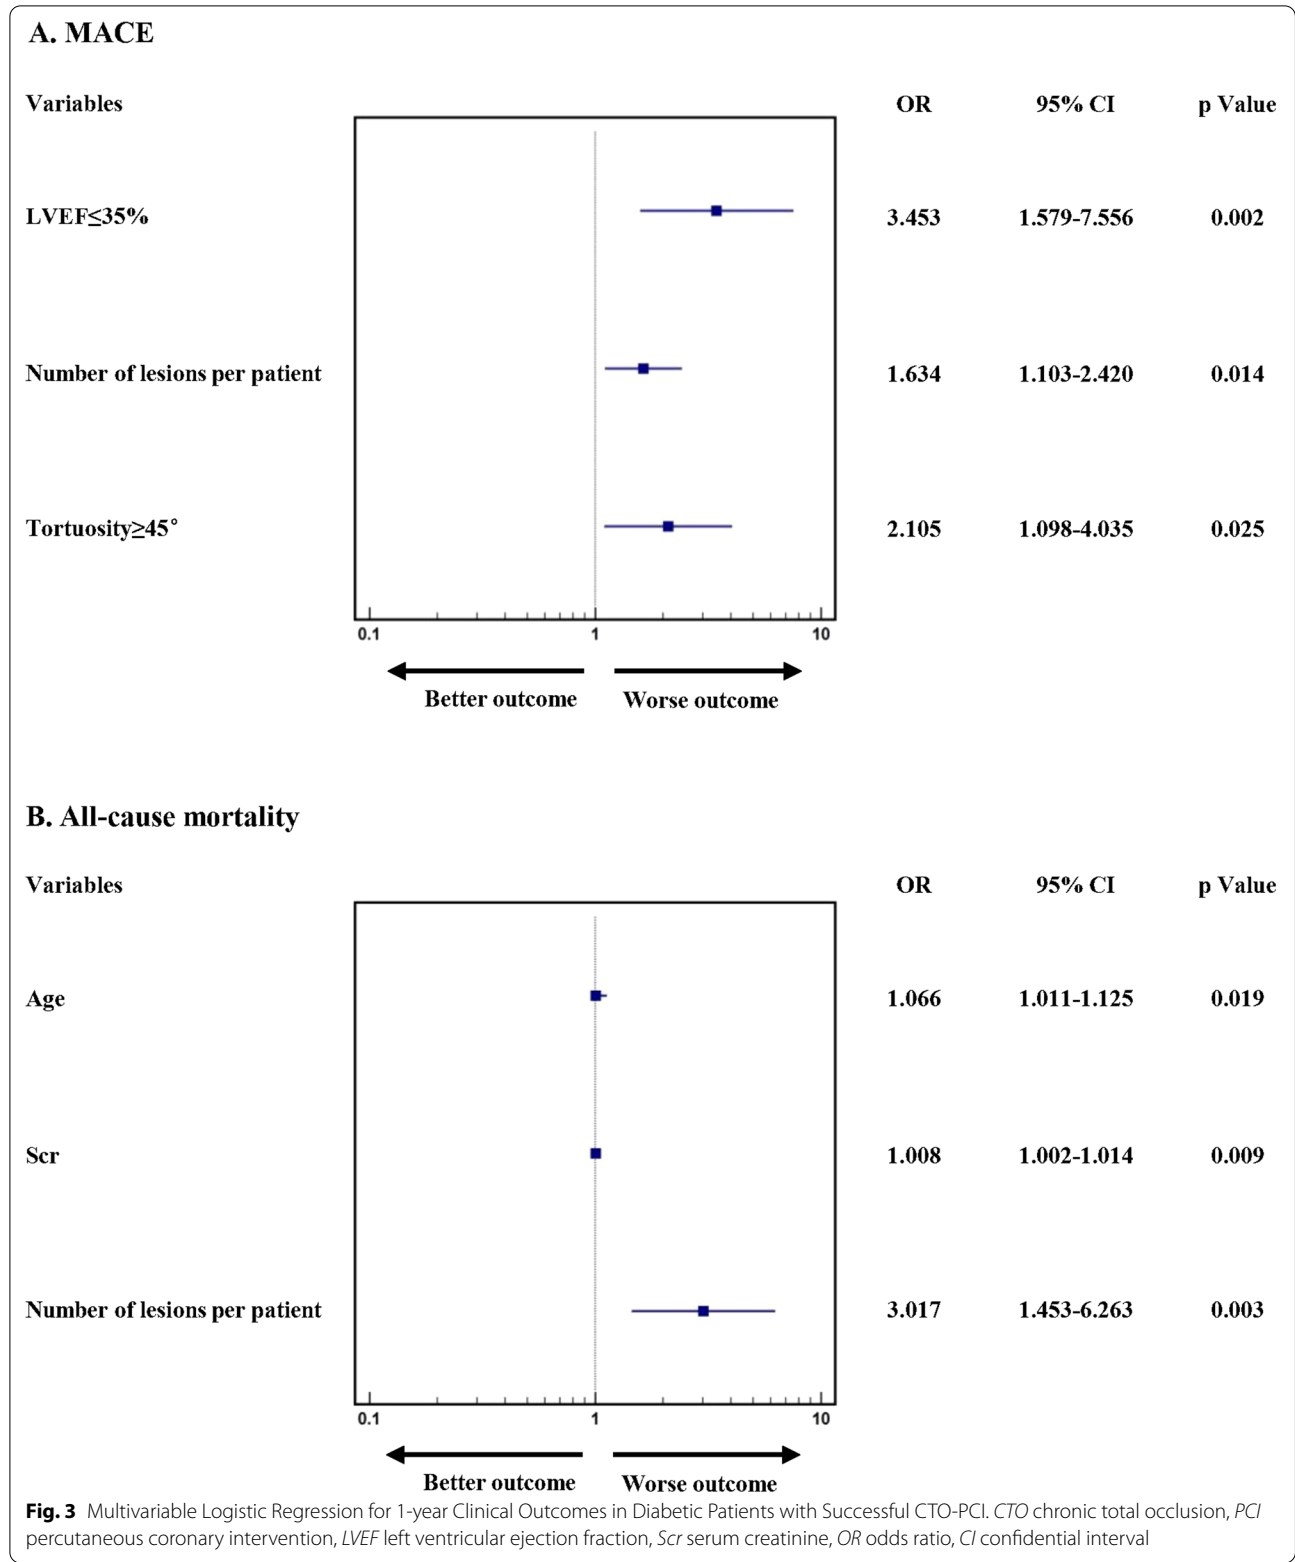 A. MACE
Variables OR 95% CI p Value
LVEF≤35% 3.453 1.579-7.556 0.002
Number of lesions per patient 1.634 1.103-2.420 0.014
Tortuosity≥45° 2.105 1.098-4.035 0.025
0.1 1 10
Better outcome Worse outcome
B. All-cause mortality
Variables OR 95% CI p Value
Age 1.066 1.011-1.125 0.019
Scr 1.008 1.002-1.014 0.009
Number of lesions per patient 3.017 1.453-6.263 0.003
0.1 1 10
Better outcome Worse outcome
Fig. 3 Multivariable Logistic Regression for 1-year Clinical Outcomes in Diabetic Patients with Successful CTO-PCI. CTO chronic total occlusion, PCI
percutaneous coronary intervention, LVEF left ventricular ejection fraction, Scr serum creatinine, OR odds ratio, CI confidential interval